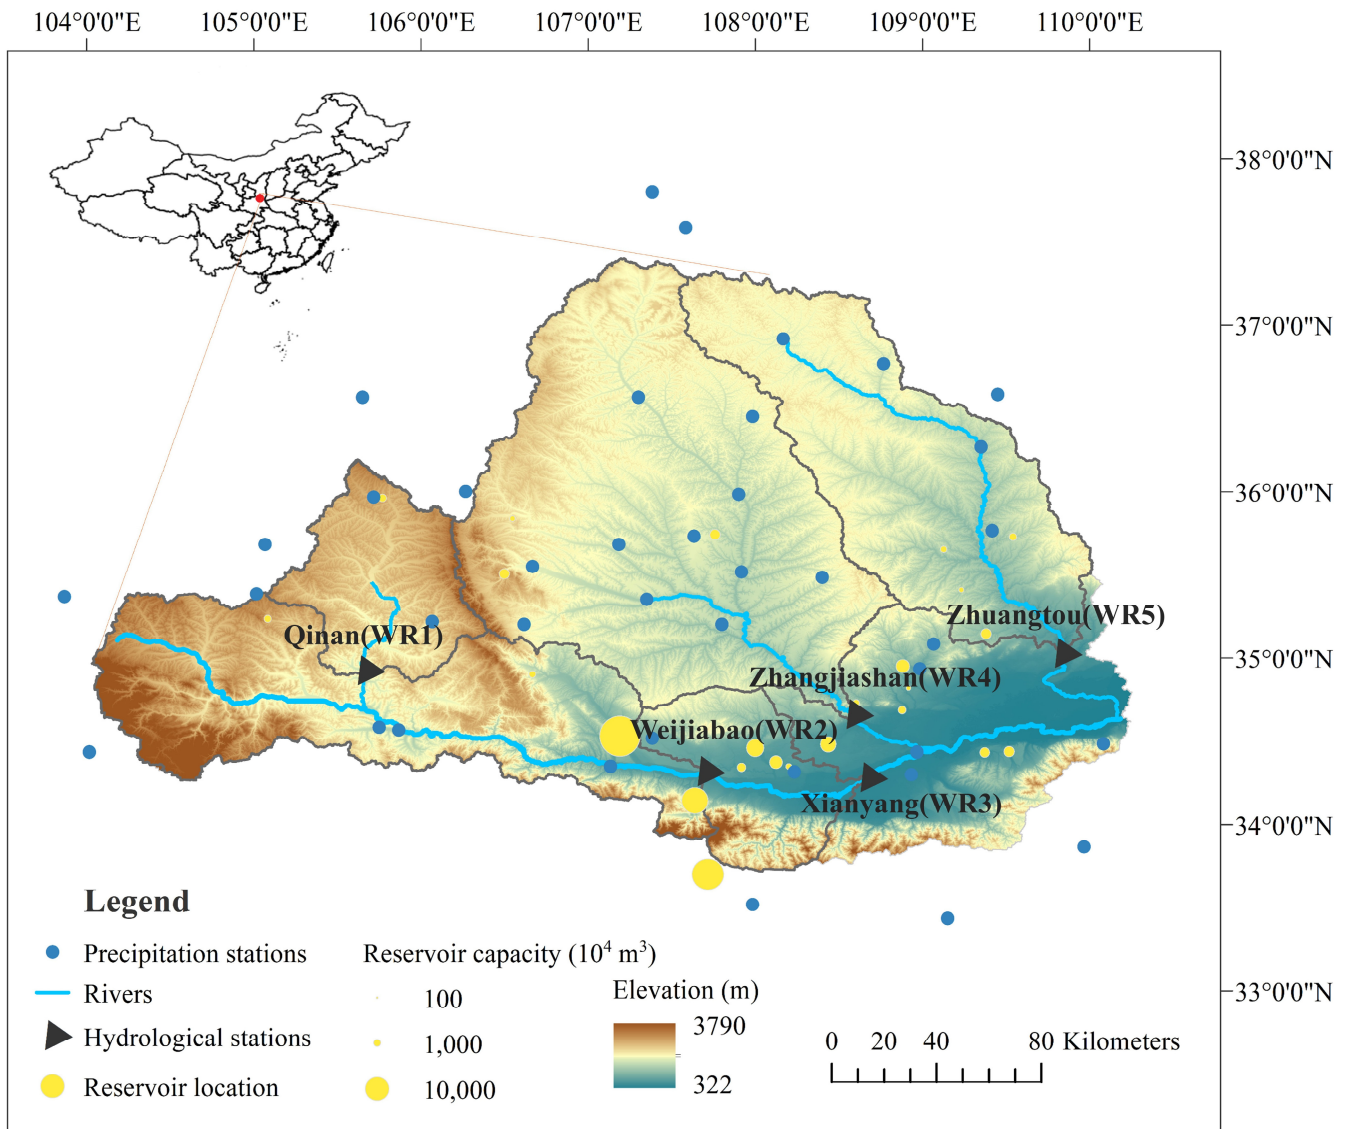 104°0'0"E 105°0'0"E 106°0'0"E 107°0'0"E 108°0'0"E 109°0'0"E 110°0'0"E
38°0'0"N
37°0'0"N
36°0'0"N
35°0'0"N
34°0'0"N
33°0'0"N
Zhuangtou(WR5)
Qinan(WR1)
Zhangjiashan(WR4)
Weijiabao(WR2)
Xianyang(WR3)
Legend
Precipitation stations
Rivers
Hydrological stations
Reservoir location
Reservoir capacity (10⁴ m³)
100
1,000
10,000
Elevation (m)
3790
322
0 20 40 80 Kilometers